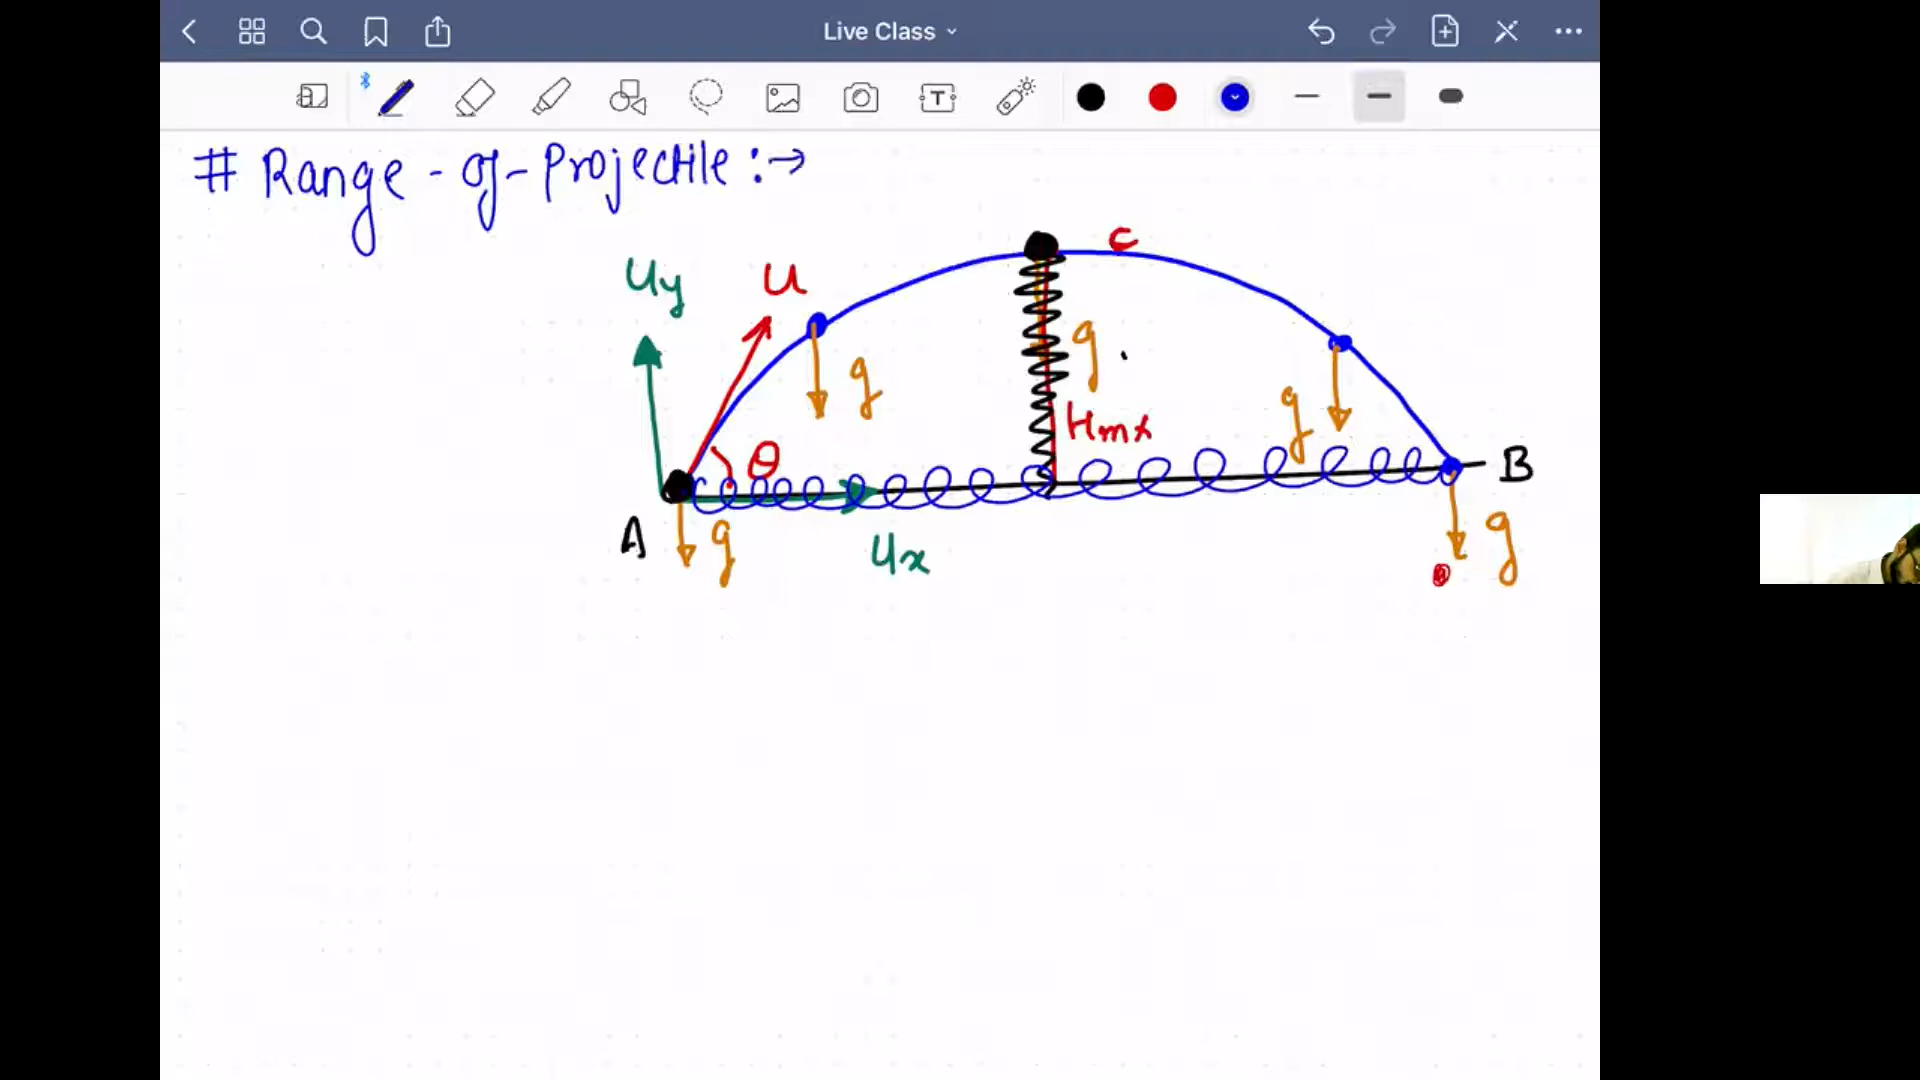 Live Class
T
# Range-of-Projectile :→
C
Uy
U
g
g
g
Hmx
θ
B
A
g
Ux
g